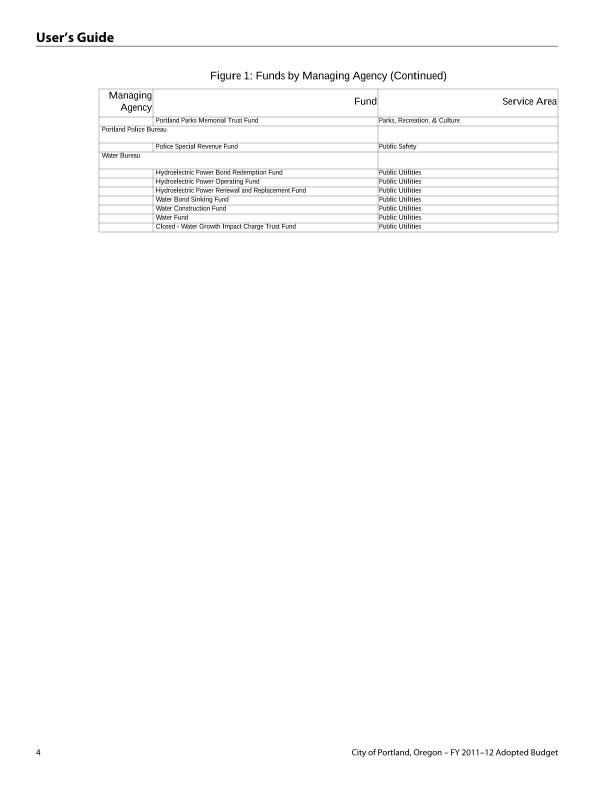 User's Guide
Figure 1: Funds by Managing Agency (Continued)
Managing Agency Fund Service Area
Portland Parks Memorial Trust Fund Parks, Recreation, & Culture
Portland Police Bureau
Police Special Revenue Fund Public Safety
Water Bureau
Hydroelectric Power Bond Redemption Fund Public Utilities
Hydroelectric Power Operating Fund Public Utilities
Hydroelectric Power Renewal and Replacement Fund Public Utilities
Water Bond Sinking Fund Public Utilities
Water Construction Fund Public Utilities
Water Fund Public Utilities
Closed - Water Growth Impact Charge Trust Fund Public Utilities
4 City of Portland, Oregon – FY 2011–12 Adopted Budget